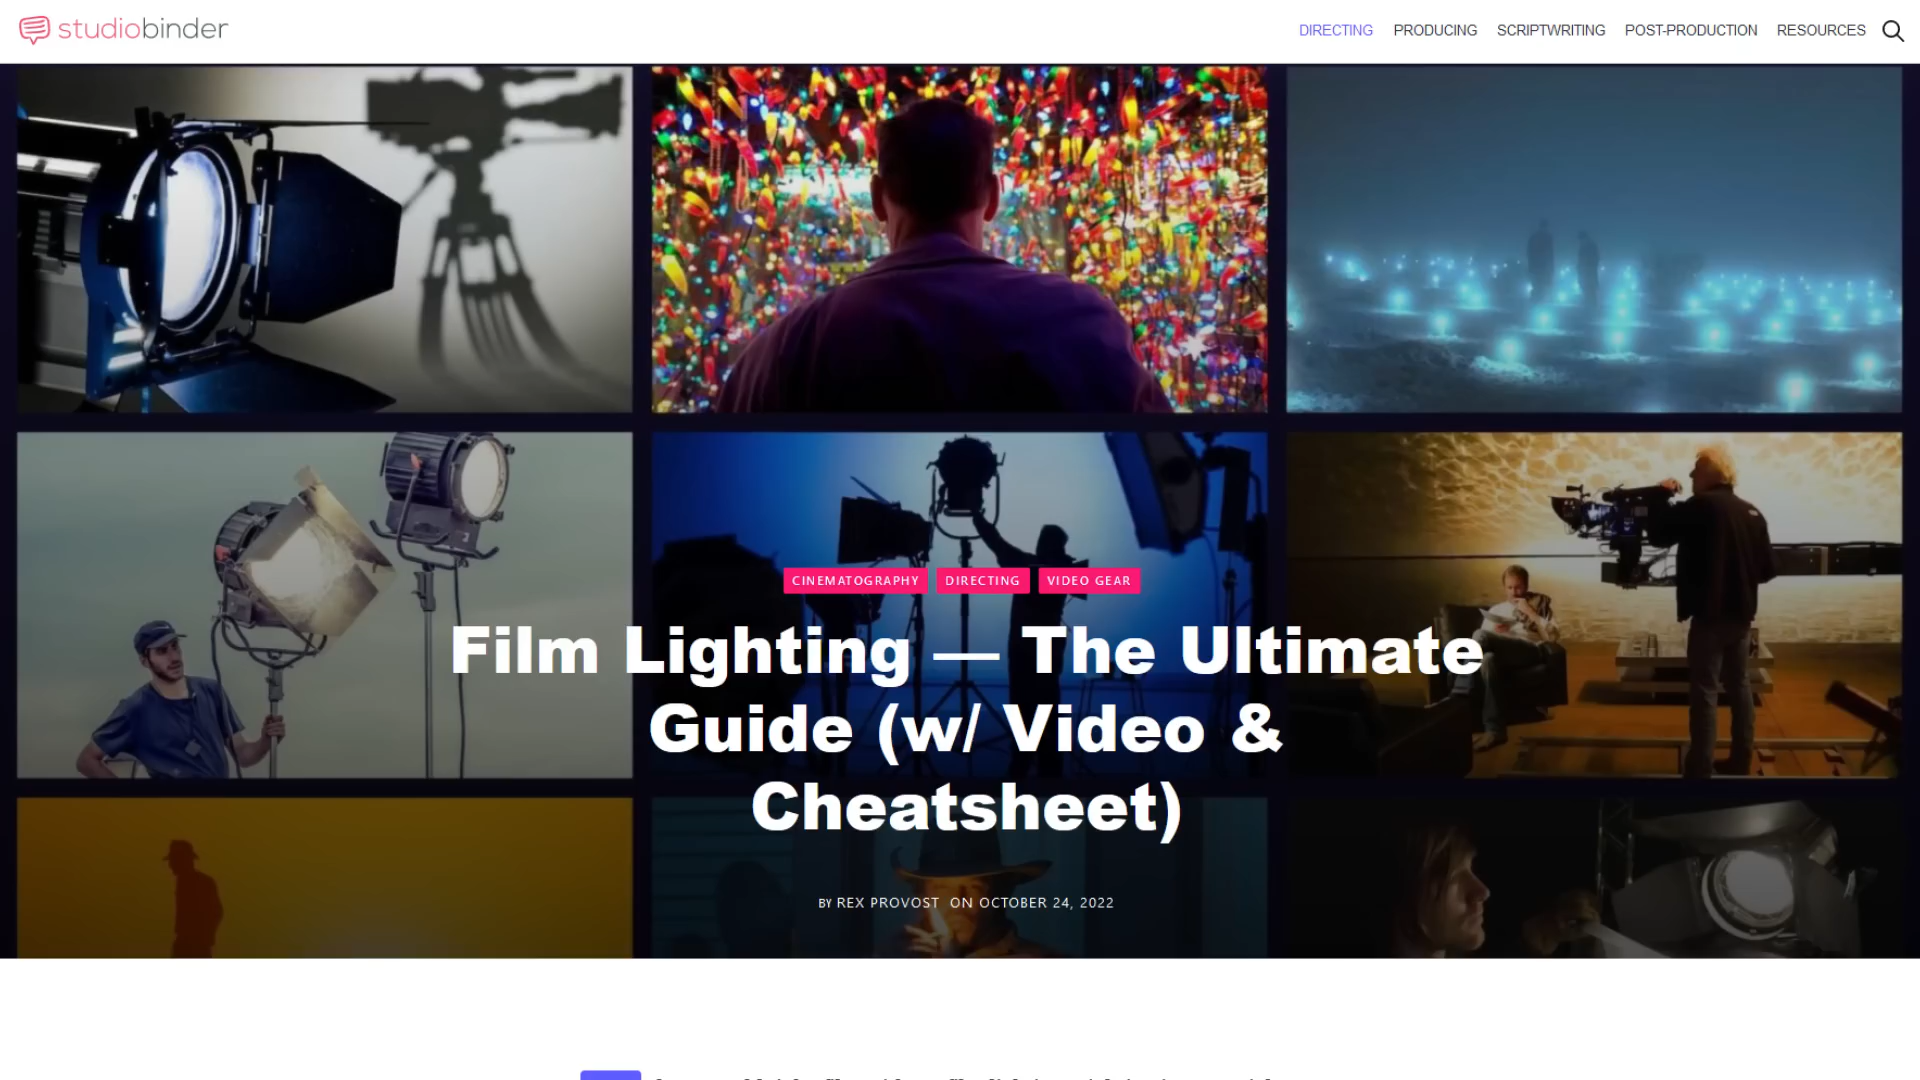 studiobinder
DIRECTING PRODUCING SCRIPTWRITING POST-PRODUCTION RESOURCES
CINEMATOGRAPHY DIRECTING VIDEO GEAR
Film Lighting — The Ultimate
Guide (w/ Video &
Cheatsheet)
BY REX PROVOST ON OCTOBER 24, 2022